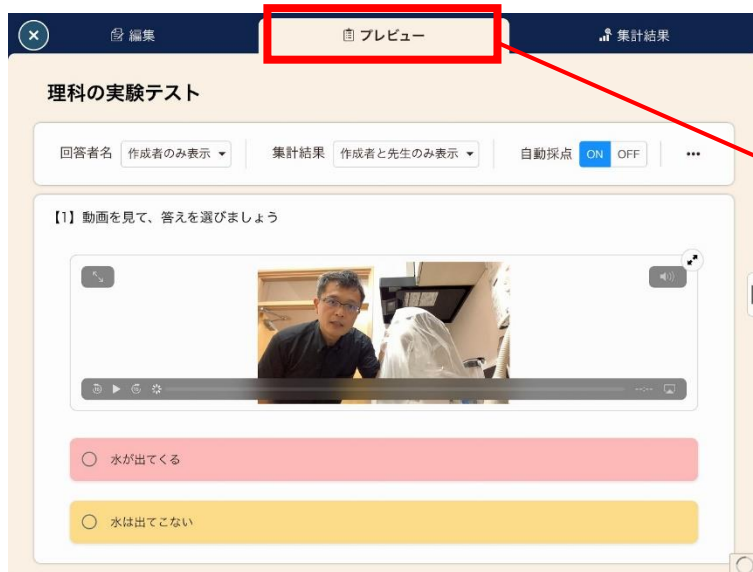 編集
プレビュー
集計結果
理科の実験テスト
回答者名 作成者のみ表示 集計結果 作成者と先生のみ表示 自動採点 ON OFF
【1】動画を見て、答えを選びましょう
--:--
水が出てくる
水は出てこない